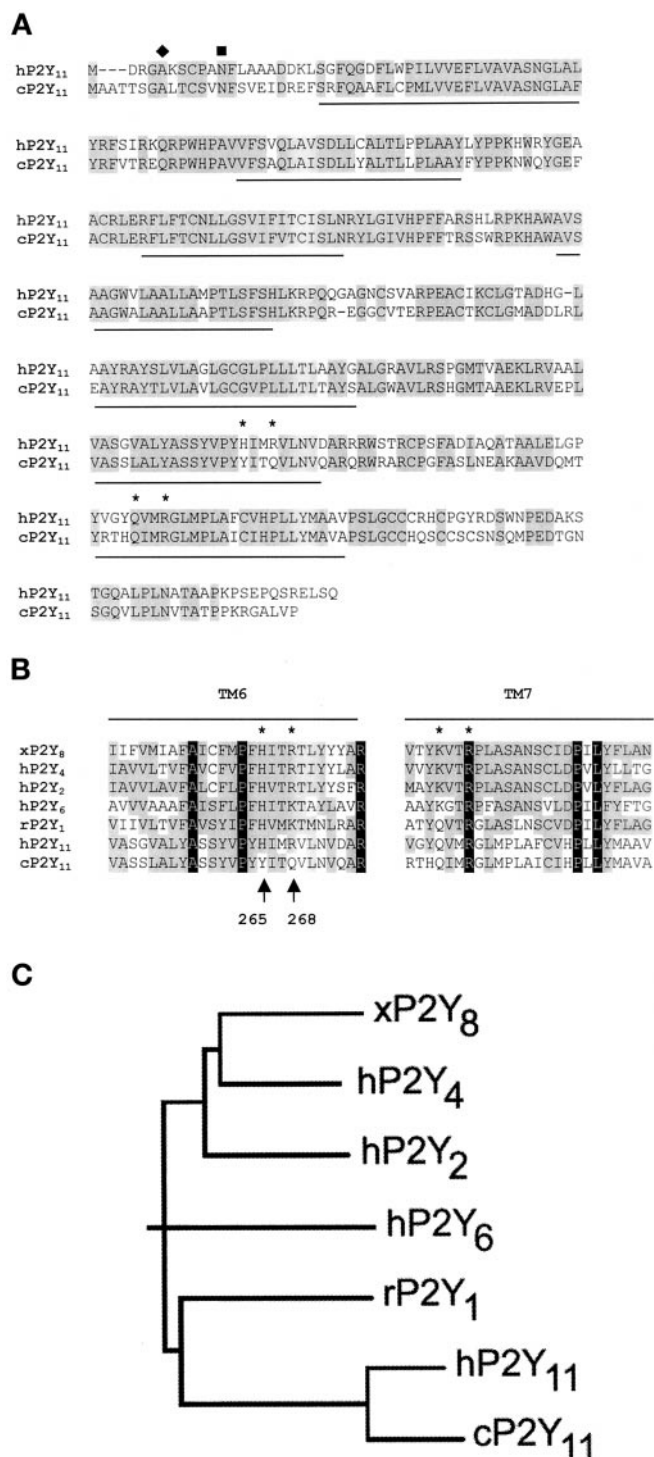 A
hP2Y11 M---DRGAKSCPANFLAAADDKLSGFQGDFLWPILVVEFLVAVASNGLAL
cP2Y11 MAATTSGALTCSVNFSVEIDREFSRFQAAFLCPMLVVEFLVAVASNGLAF
hP2Y11 YRFSIRKQRPWHPAVVFSVQLAVSDLLCALTLPPLAAYLYPPKHWRYGEA
cP2Y11 YRFVTREQRPWHPAVVFSAQLAISDLLYALTLLPLAAYFYPPKNWQYGEF
hP2Y11 ACRLERFLFTCNLLGSVIFITCISLNRYLGIVHPFFARSHLRPKHAWAVS
cP2Y11 ACRLERFLFTCNLLGSVIFVTCISLNRYLGIVHPFFTRSSWRPKHAWAVS
hP2Y11 AAGWVLAALLAMPTLSFSHLKRPQQGAGNCSVARPEACIKCLGTADHG-L
cP2Y11 AAGWALAALLAAPTLSFSHLKRPQR-EGGCVTERPEACTKCLGMADDLRL
hP2Y11 AAYRAYSLVLAGLGCGLPLLLTLAAYGALGRAVLRSPGMTVAEKLRVAAL
cP2Y11 EAYRAYTLVLAVLGCGVPLLLTLTAYSALGWAVLRSHGMTAAEKLRVEPL
* *
hP2Y11 VASGVALYASSYVPYHIMRVLNVDARRRWSTRCPSFADIAQATAALELGP
cP2Y11 VASSLALYASSYVPYYITQVLNVQARQRWRARCPGFASLNEAKAAVDQMT
* *
hP2Y11 YVGYQVMRGLMPLAFCVHPLLYMAAVPSLGCCCRHCPGYRDSWNPEDAKS
cP2Y11 YRTHQIMRGLMPLAICIHPLLYMAVAPSLGCCHQSCCSCSNSQMPEDTGN
hP2Y11 TGQALPLNATAAPKPSEPQSRELSQ
cP2Y11 SGQVLPLNVTATPPKRGALVP
B
TM6 TM7
* * * *
xP2Y8 IIFVMIAFAICFMPFHITRTLYYYAR VTYKVTRPLASANSCIDPILYFLAN
hP2Y4 IAVVLTVFAVCFVPFHITRTIYYLAR VVYKVTRPLASANSCLDPVLYLLTG
hP2Y2 IAVVLAVFALCFLPFHVTRTLYYSFR MAYKVTRPLASANSCLDPVLYFLAG
hP2Y6 AVVVAAAFAISFLPFHITKTAYLAVR AAYKGTRPFASANSVLDPILFYFTG
rP2Y1 VIIVLTVFAVSYIPFHVMKTMNLRAR TYQVTRGLASLNSCVDPILYFLAG
hP2Y11 VASGVALYASSYVPYHIMRVLNVDAR VGYQVMRGLMPLAFCVHPLLYMAAV
cP2Y11 VASSLALYASSYVPYYITQVLNVQAR RTHQIMRGLMPLAICIHPLLYMAVA
265 268
C
xP2Y8
hP2Y4
hP2Y2
hP2Y6
rP2Y1
hP2Y11
cP2Y11